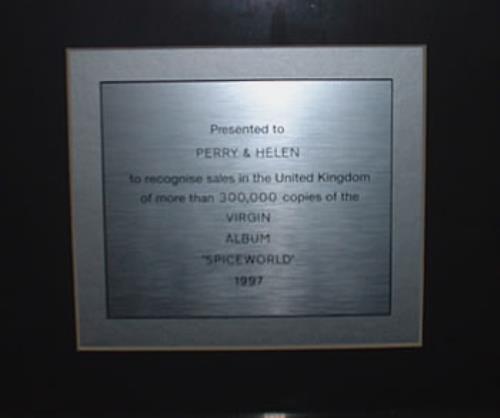 Presented to
PERRY & HELEN
to recognise sales in the United Kingdom
of more than 300,000 copies of the
VIRGIN
ALBUM
'SPICEWORLD'
1997